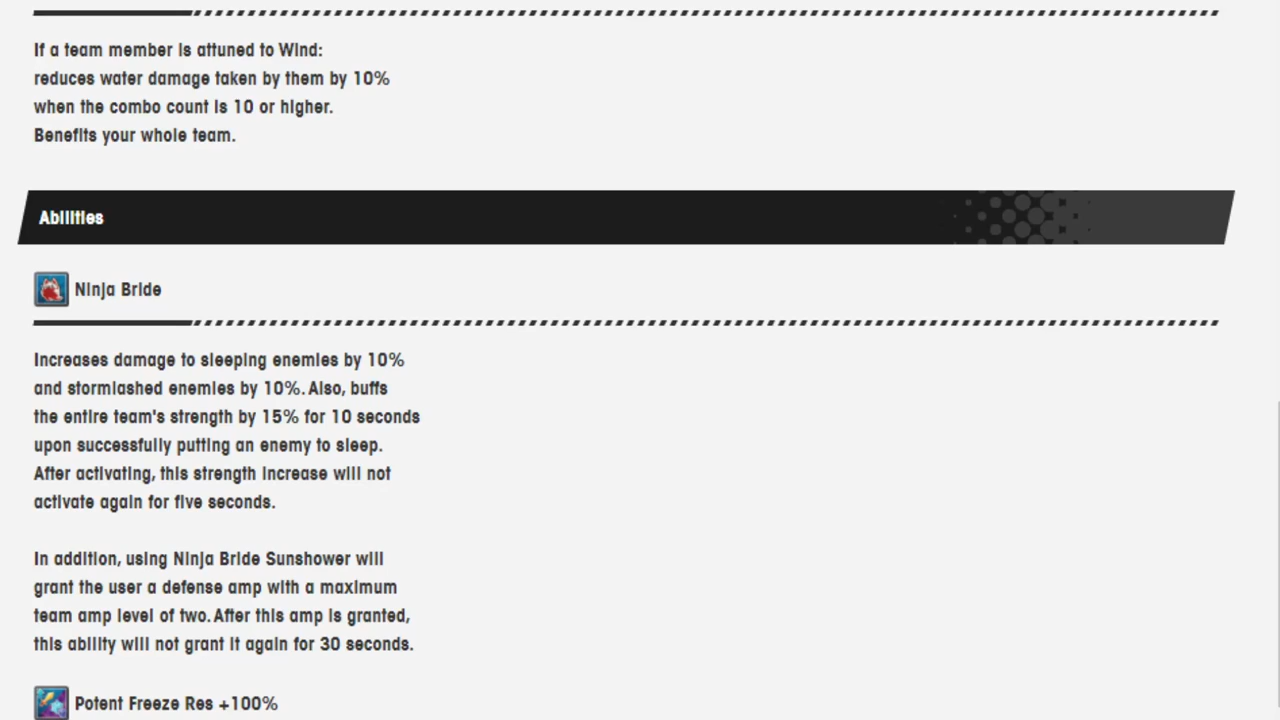 If a team member is attuned to Wind:
reduces water damage taken by them by 10%
when the combo count is 10 or higher.
Benefits your whole team.
Abilities
Ninja Bride
Increases damage to sleeping enemies by 10%
and stormlashed enemies by 10%. Also, buffs
the entire team's strength by 15% for 10 seconds
upon successfully putting an enemy to sleep.
After activating, this strength increase will not
activate again for five seconds.
In addition, using Ninja Bride Sunshower will
grant the user a defense amp with a maximum
team amp level of two. After this amp is granted,
this ability will not grant it again for 30 seconds.
Potent Freeze Res +100%